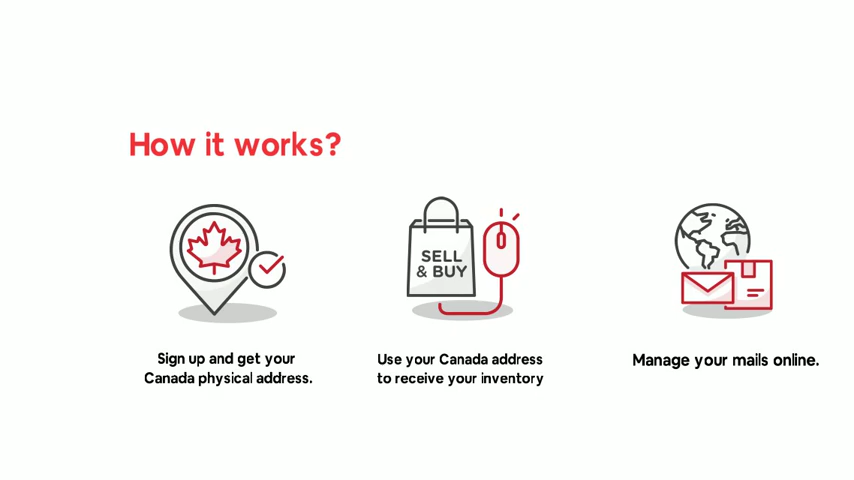 How it works?
SELL
& BUY
Sign up and get your
Canada physical address.
Use your Canada address
to receive your inventory
Manage your mails online.